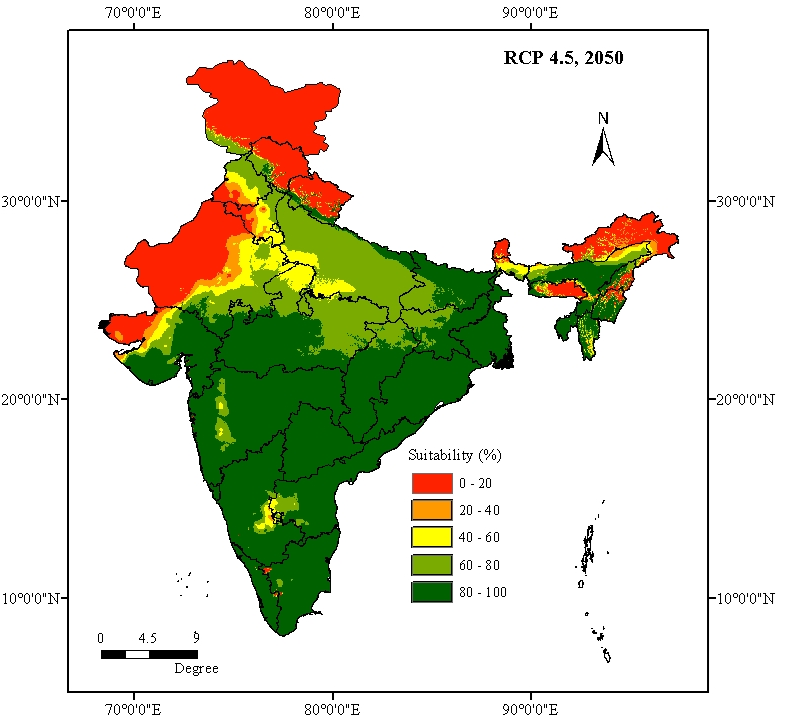 70°0'0"E 80°0'0"E 90°0'0"E
RCP 4.5, 2050
N
30°0'0"N 30°0'0"N
20°0'0"N 20°0'0"N
Suitability (%)
0 - 20
20 - 40
40 - 60
60 - 80
80 - 100
10°0'0"N 10°0'0"N
0 4.5 9
Degree
70°0'0"E 80°0'0"E 90°0'0"E